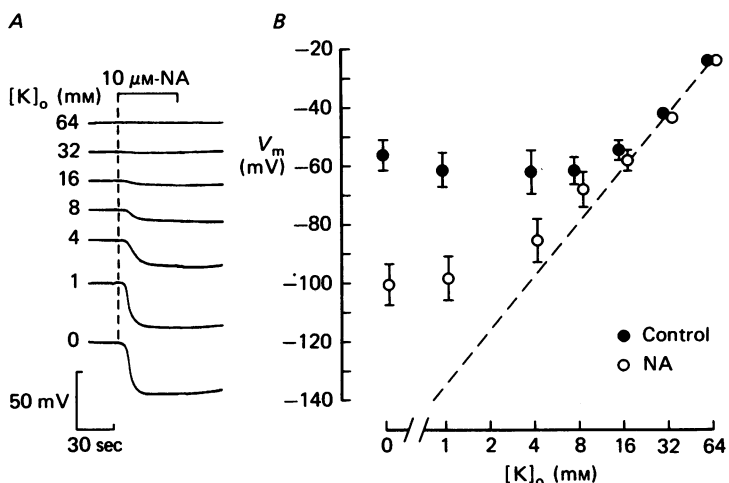 A
10 μM-NA
[K]o (mM)
64
32
16
8
4
1
0
50 mV
30 sec
B
−20
−40
−60
−80
−100
−120
−140
Vm
(mV)
Control
NA
0 1 2 4 8 16 32 64
[K]o (mM)